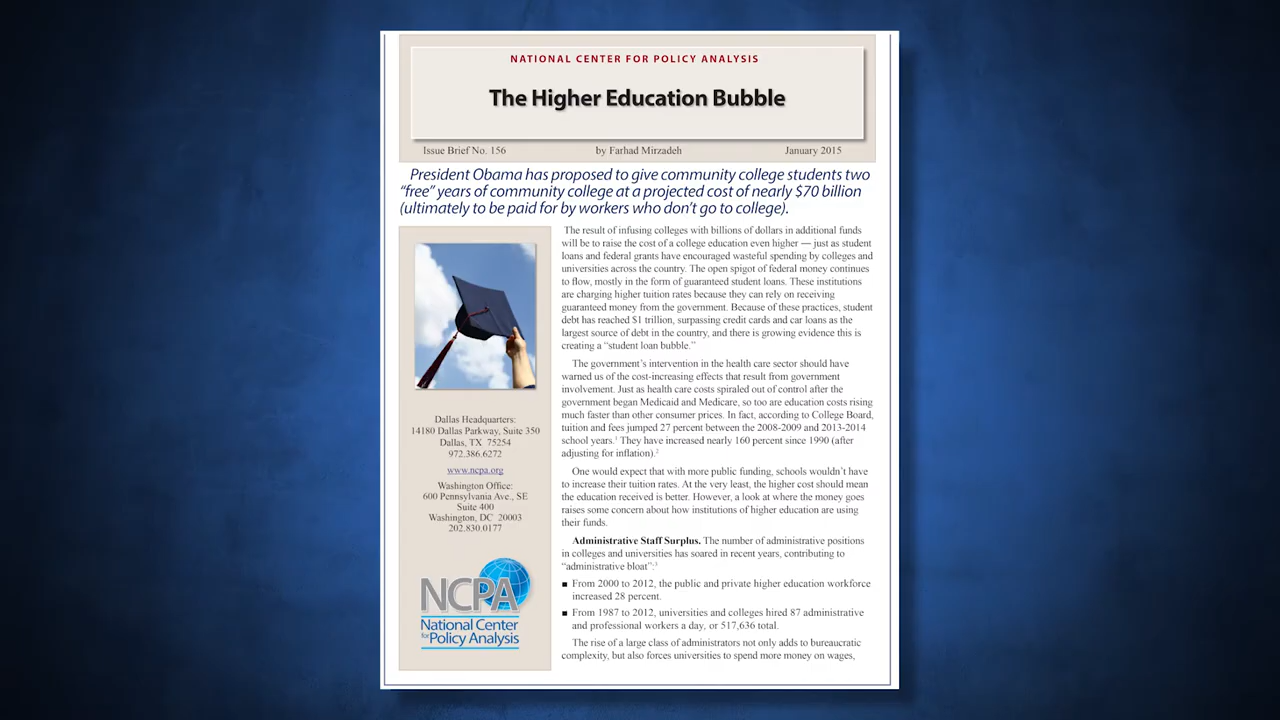 NATIONAL CENTER FOR POLICY ANALYSIS
The Higher Education Bubble
Issue Brief No. 156 by Farhad Mirzadeh January 2015
President Obama has proposed to give community college students two
“free” years of community college at a projected cost of nearly $70 billion
(ultimately to be paid for by workers who don’t go to college).
Dallas Headquarters:
14180 Dallas Parkway, Suite 350
Dallas, TX 75254
972.386.6272
www.ncpa.org
Washington Office:
600 Pennsylvania Ave., SE
Suite 400
Washington, DC 20003
202.830.0177
NCPA
National Center
for Policy Analysis
The result of infusing colleges with billions of dollars in additional funds
will be to raise the cost of a college education even higher — just as student
loans and federal grants have encouraged wasteful spending by colleges and
universities across the country. The open spigot of federal money continues
to flow, mostly in the form of guaranteed student loans. These institutions
are charging higher tuition rates because they can rely on receiving
guaranteed money from the government. Because of these practices, student
debt has reached $1 trillion, surpassing credit cards and car loans as the
largest source of debt in the country, and there is growing evidence this is
creating a “student loan bubble.”
The government’s intervention in the health care sector should have
warned us of the cost-increasing effects that result from government
involvement. Just as health care costs spiraled out of control after the
government began Medicaid and Medicare, so too are education costs rising
much faster than other consumer prices. In fact, according to College Board,
tuition and fees jumped 27 percent between the 2008-2009 and 2013-2014
school years.¹ They have increased nearly 160 percent since 1990 (after
adjusting for inflation).²
One would expect that with more public funding, schools wouldn’t have
to increase their tuition rates. At the very least, the higher cost should mean
the education received is better. However, a look at where the money goes
raises some concern about how institutions of higher education are using
their funds.
Administrative Staff Surplus. The number of administrative positions
in colleges and universities has soared in recent years, contributing to
“administrative bloat”:³
■ From 2000 to 2012, the public and private higher education workforce
increased 28 percent.
■ From 1987 to 2012, universities and colleges hired 87 administrative
and professional workers a day, or 517,636 total.
The rise of a large class of administrators not only adds to bureaucratic
complexity, but also forces universities to spend more money on wages,